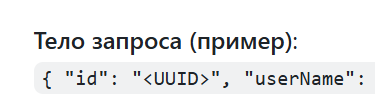 Тело запроса (пример):
{ "id": "<UUID>", "userName":